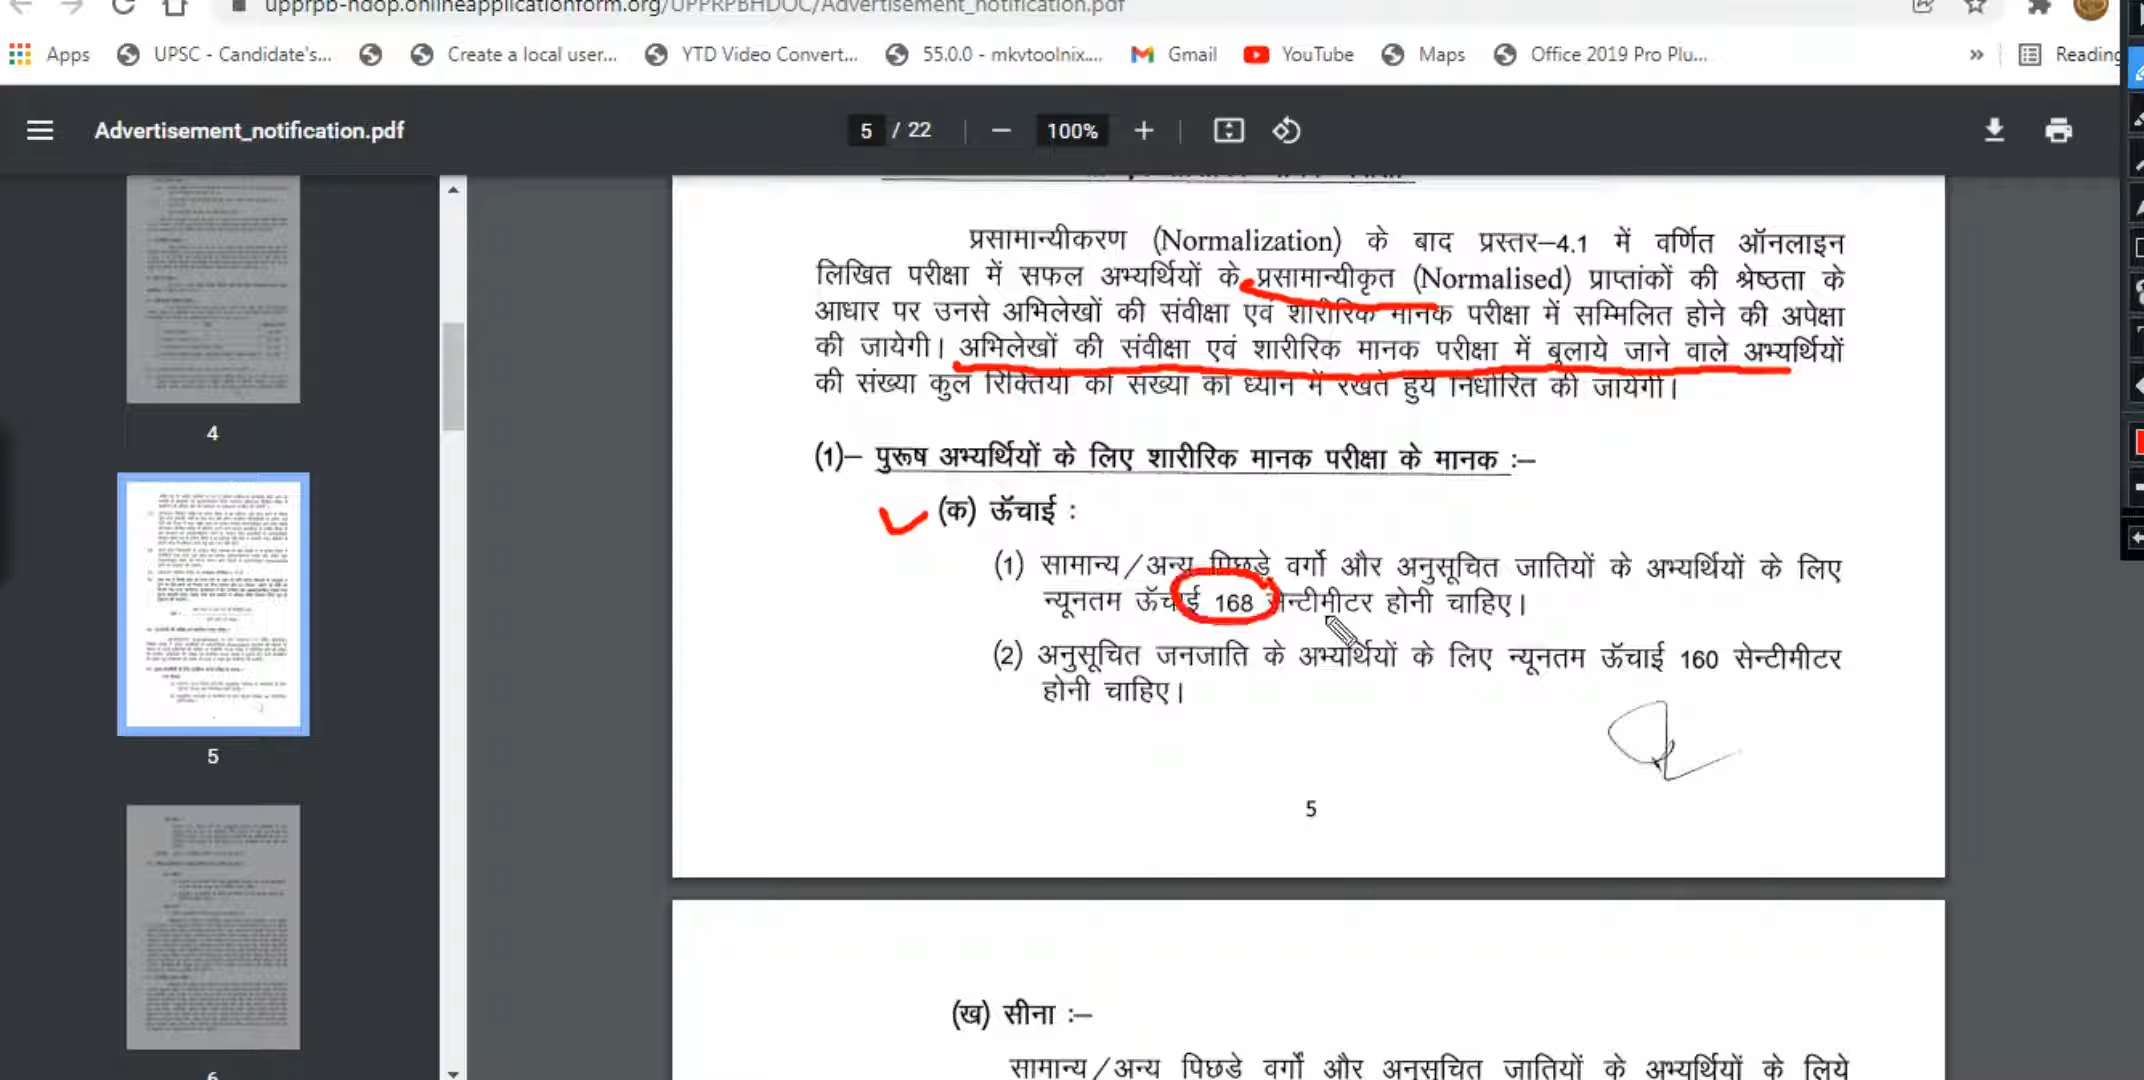 upprpb-hdop.onlineapplicationform.org/UPPRPBHDOC/Advertisement_notification.pdf
Apps UPSC - Candidate's... Create a local user... YTD Video Convert... 55.0.0 - mkvtoolnix.... Gmail YouTube Maps Office 2019 Pro Plu... » Reading
Advertisement_notification.pdf 5 / 22 100%
4
5
6
प्रसामान्यीकरण (Normalization) के बाद प्रस्तर–4.1 में वर्णित ऑनलाइन
लिखित परीक्षा में सफल अभ्यर्थियों के प्रसामान्यीकृत (Normalised) प्राप्तांकों की श्रेष्ठता के
आधार पर उनसे अभिलेखों की संवीक्षा एवं शारीरिक मानक परीक्षा में सम्मिलित होने की अपेक्षा
की जायेगी। अभिलेखों की संवीक्षा एवं शारीरिक मानक परीक्षा में बुलाये जाने वाले अभ्यर्थियों
की संख्या कुल रिक्तियों की संख्या को ध्यान में रखते हुये निर्धारित की जायेगी।
(1)– पुरूष अभ्यर्थियों के लिए शारीरिक मानक परीक्षा के मानक :–
(क) ऊँचाई :
(1) सामान्य/अन्य पिछड़े वर्गो और अनुसूचित जातियों के अभ्यर्थियों के लिए
न्यूनतम ऊँचाई 168 सेन्टीमीटर होनी चाहिए।
(2) अनुसूचित जनजाति के अभ्यर्थियों के लिए न्यूनतम ऊँचाई 160 सेन्टीमीटर
होनी चाहिए।
5
(ख) सीना :–
सामान्य/अन्य पिछड़े वर्गों और अनुसूचित जातियों के अभ्यर्थियों के लिये